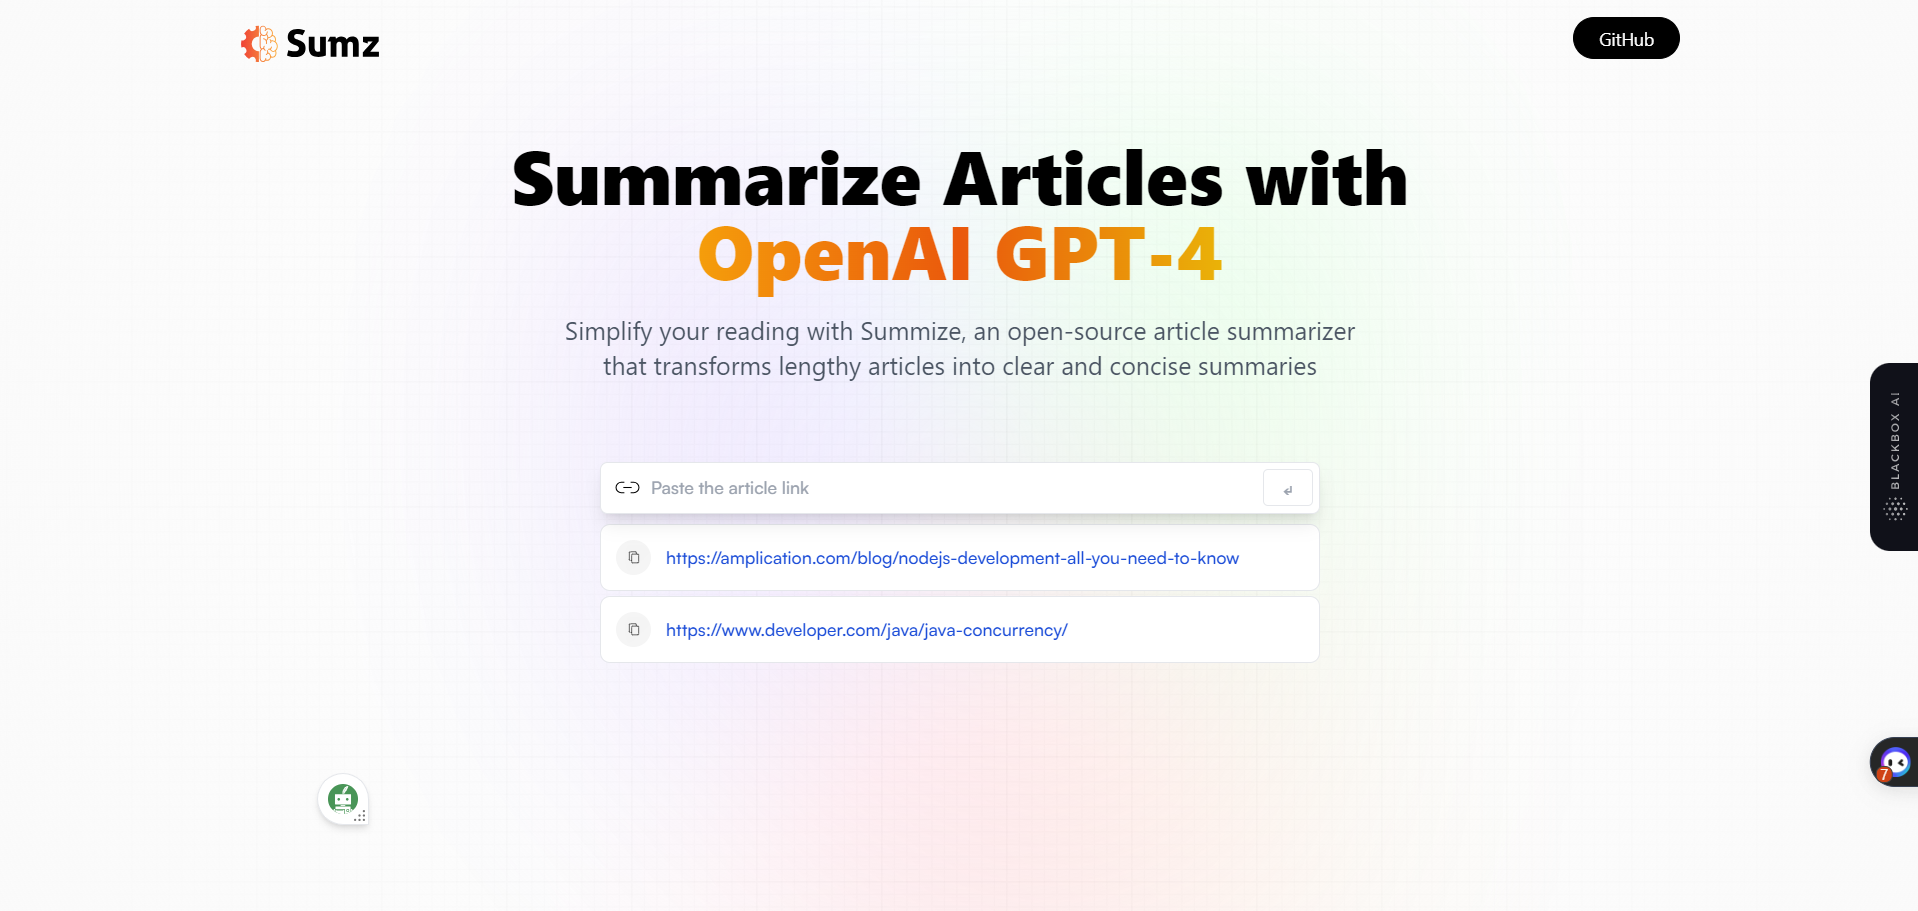 Sumz
GitHub
Summarize Articles with
OpenAI GPT-4
Simplify your reading with Summize, an open-source article summarizer
that transforms lengthy articles into clear and concise summaries
Paste the article link
↵
https://amplication.com/blog/nodejs-development-all-you-need-to-know
https://www.developer.com/java/java-concurrency/
BLACKBOX AI
7